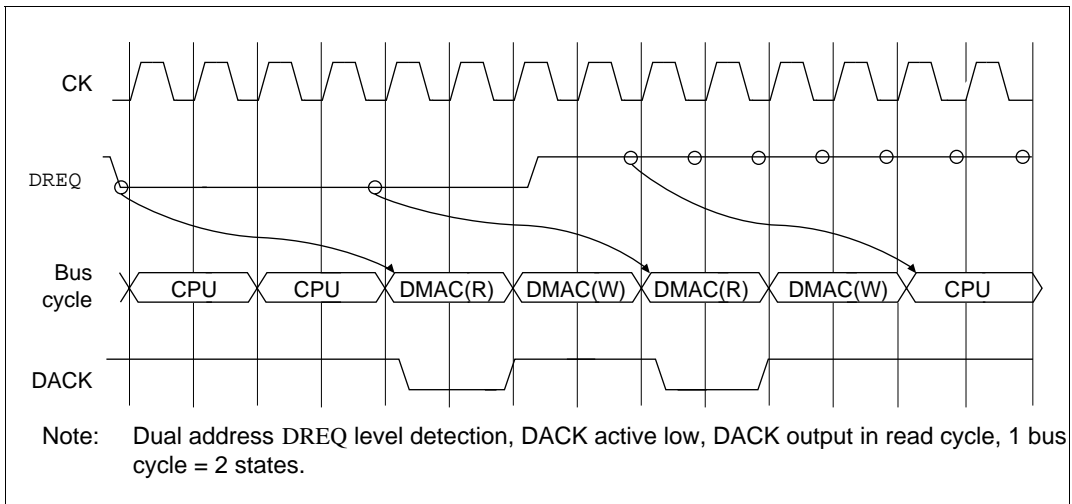 CK
DREQ
Bus
cycle
CPU CPU DMAC(R) DMAC(W) DMAC(R) DMAC(W) CPU
DACK
Note: Dual address DREQ level detection, DACK active low, DACK output in read cycle, 1 bus
cycle = 2 states.